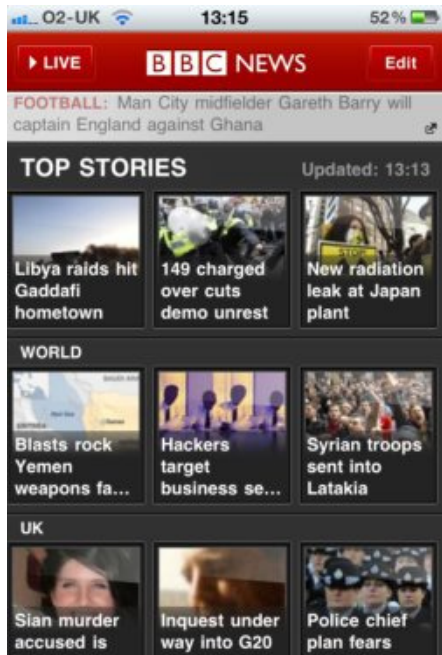 O2-UK 13:15 52%
LIVE BBC NEWS Edit
FOOTBALL: Man City midfielder Gareth Barry will
captain England against Ghana
TOP STORIES Updated: 13:13
Libya raids hit
Gaddafi
hometown
149 charged
over cuts
demo unrest
STOP
New radiation
leak at Japan
plant
WORLD
ERITREA
Blasts rock
Yemen
weapons fa...
Hackers
target
business se...
Syrian troops
sent into
Latakia
UK
Sian murder
accused is
Inquest under
way into G20
Police chief
plan fears